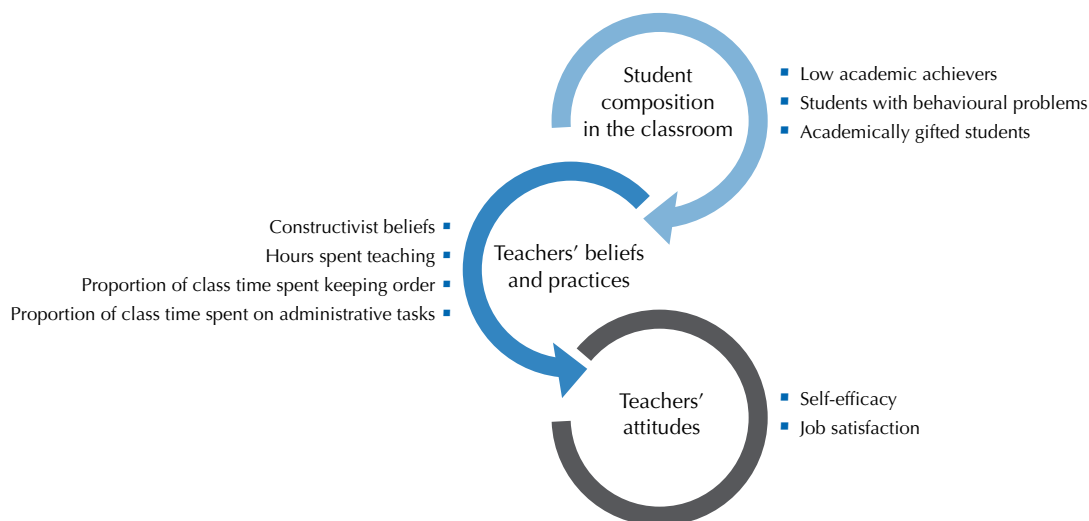 Student
composition
in the classroom
Low academic achievers
Students with behavioural problems
Academically gifted students
Constructivist beliefs
Hours spent teaching
Proportion of class time spent keeping order
Proportion of class time spent on administrative tasks
Teachers’ beliefs
and practices
Teachers’
attitudes
Self-efficacy
Job satisfaction